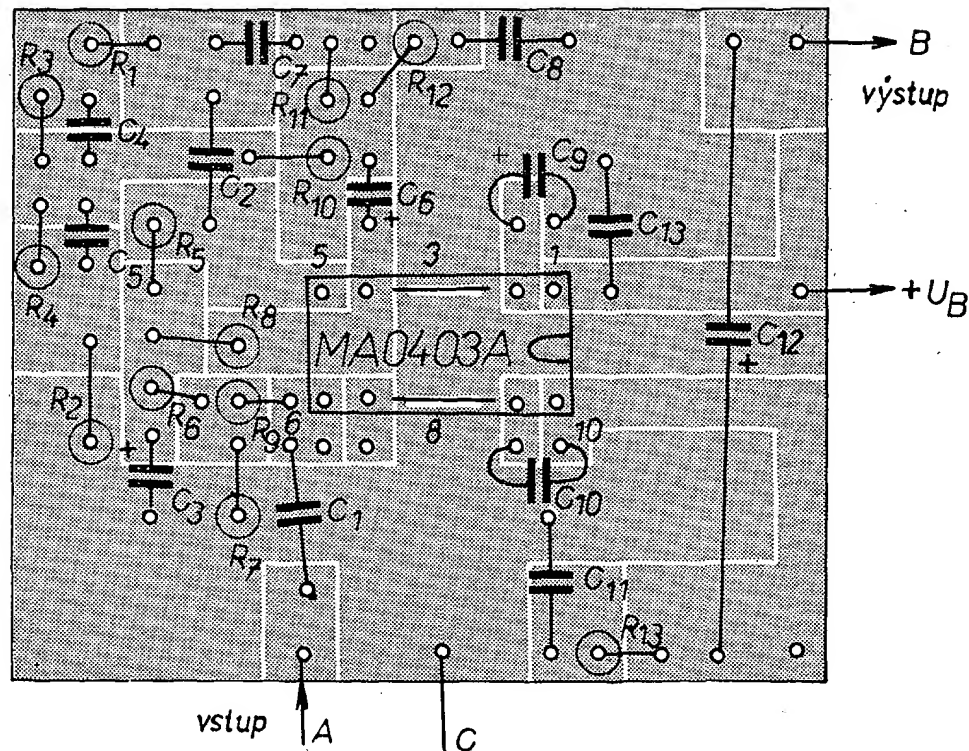 R3
R1
C7
R11
R12
C8
B
výstup
C4
C2
R10
C6
+
+
C9
C13
C5
R5
R4
5
3
1
+UB
R8
MA0403A
C12
+
R2
R6
R9
6
8
10
+
C3
R7
C1
C10
C11
R13
vstup
A
C